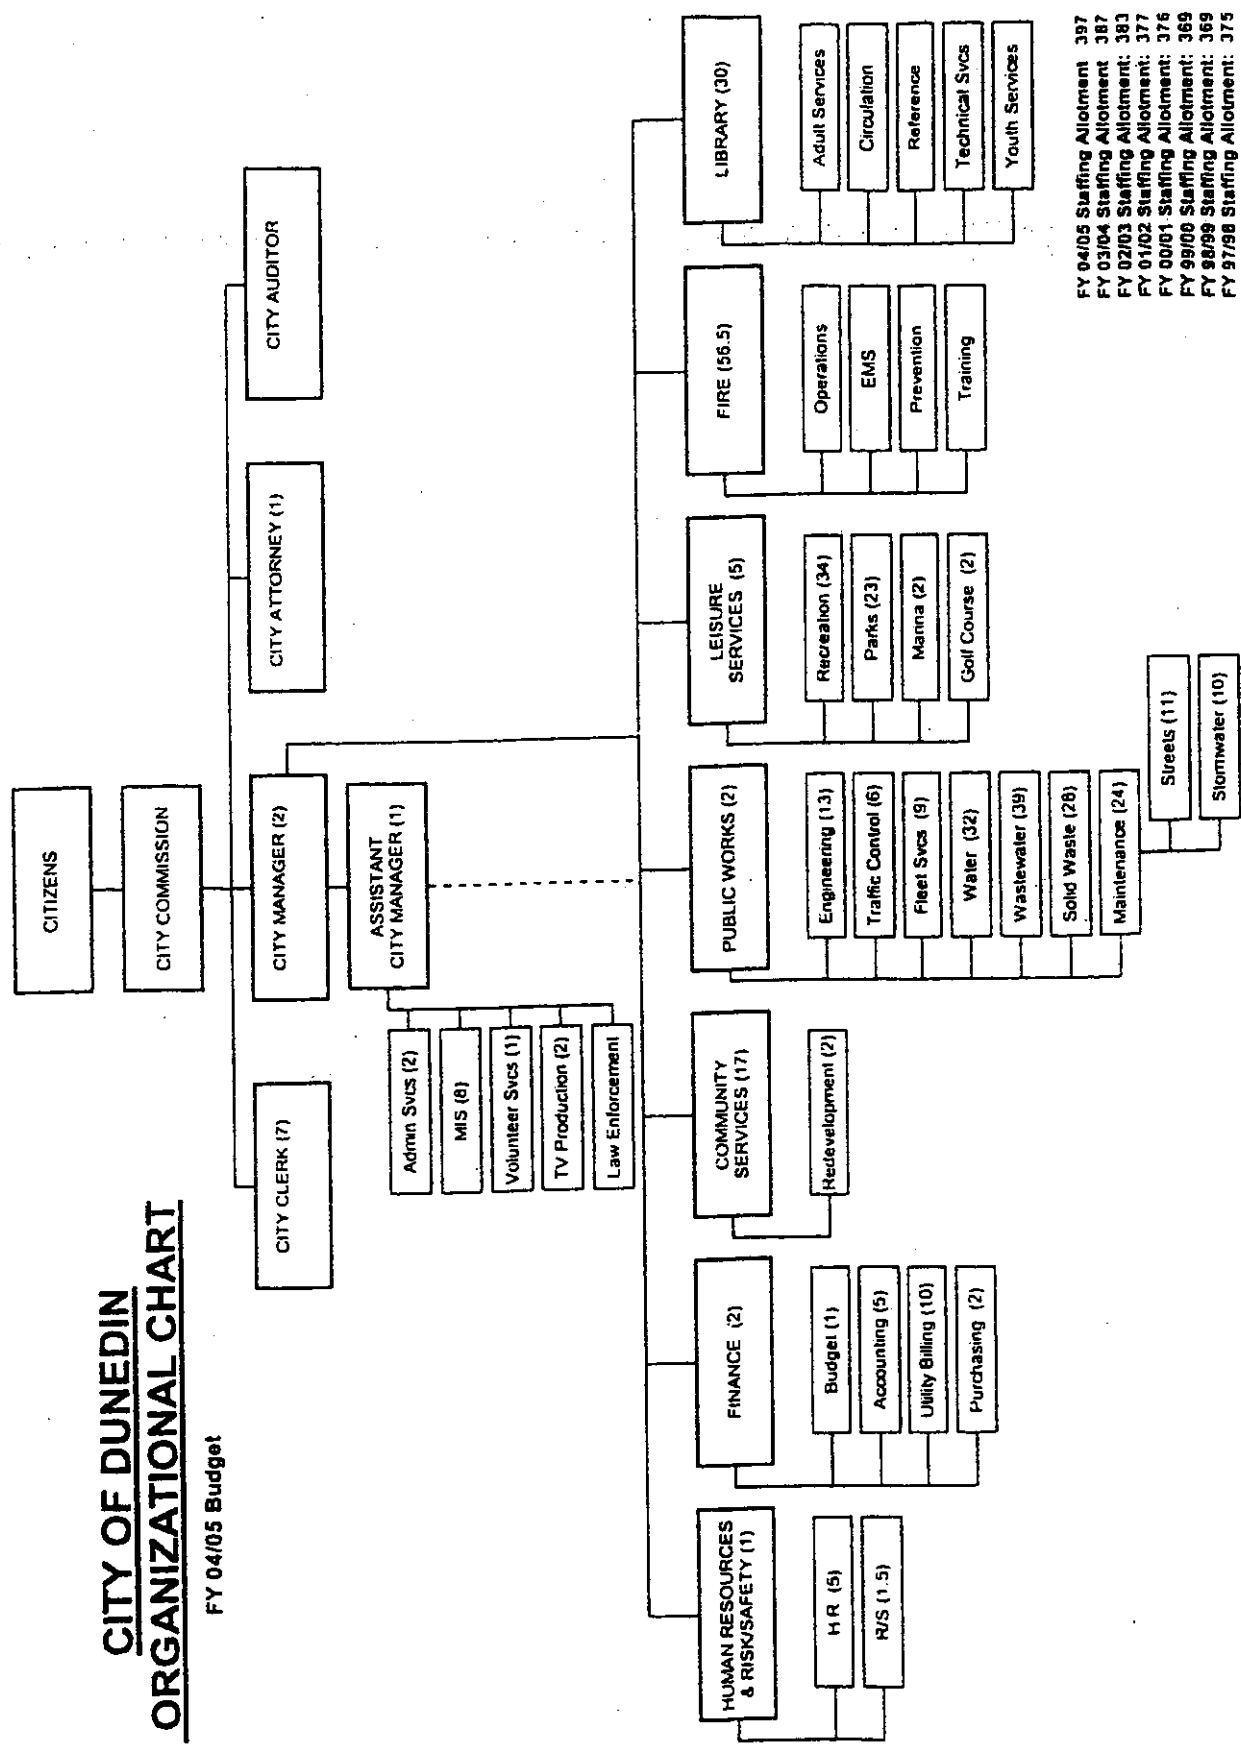 CITY OF DUNEDIN
ORGANIZATIONAL CHART
FY 04/05 Budget
CITIZENS
CITY COMMISSION
CITY CLERK (7)
CITY MANAGER (2)
CITY ATTORNEY (1)
CITY AUDITOR
ASSISTANT
CITY MANAGER (1)
Admin Svcs (2)
MIS (8)
Volunteer Svcs (1)
TV Production (2)
Law Enforcement
HUMAN RESOURCES
& RISK/SAFETY (1)
HR (5)
R/S (1.5)
FINANCE (2)
Budget (1)
Accounting (5)
Utility Billing (10)
Purchasing (2)
COMMUNITY
SERVICES (17)
Redevelopment (2)
PUBLIC WORKS (2)
Engineering (13)
Traffic Control (6)
Fleet Svcs (9)
Water (32)
Wastewater (39)
Solid Waste (28)
Maintenance (24)
Streets (11)
Stormwater (10)
LEISURE
SERVICES (5)
Recreation (34)
Parks (23)
Marina (2)
Golf Course (2)
FIRE (56.5)
Operations
EMS
Prevention
Training
LIBRARY (30)
Adult Services
Circulation
Reference
Technical Svcs
Youth Services
FY 04/05 Staffing Allotment 397
FY 03/04 Staffing Allotment 387
FY 02/03 Staffing Allotment: 383
FY 01/02 Staffing Allotment: 377
FY 00/01 Staffing Allotment: 376
FY 99/00 Staffing Allotment: 369
FY 98/99 Staffing Allotment: 369
FY 97/98 Staffing Allotment: 375